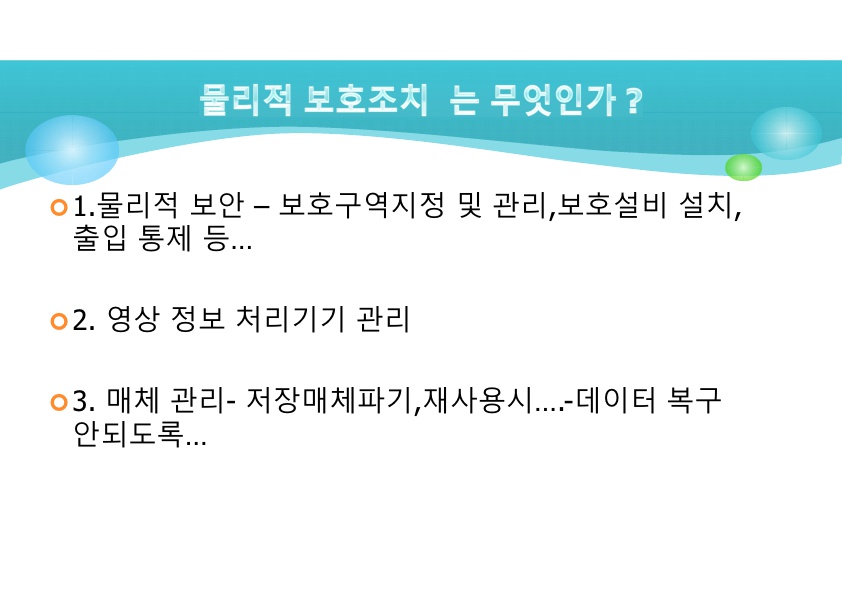 물리적 보호조치  는 무엇인가?
1.물리적 보안 – 보호구역지정 및 관리,보호설비 설치,
출입 통제 등…
2. 영상 정보 처리기기 관리
3. 매체 관리- 저장매체파기,재사용시….-데이터 복구
안되도록…